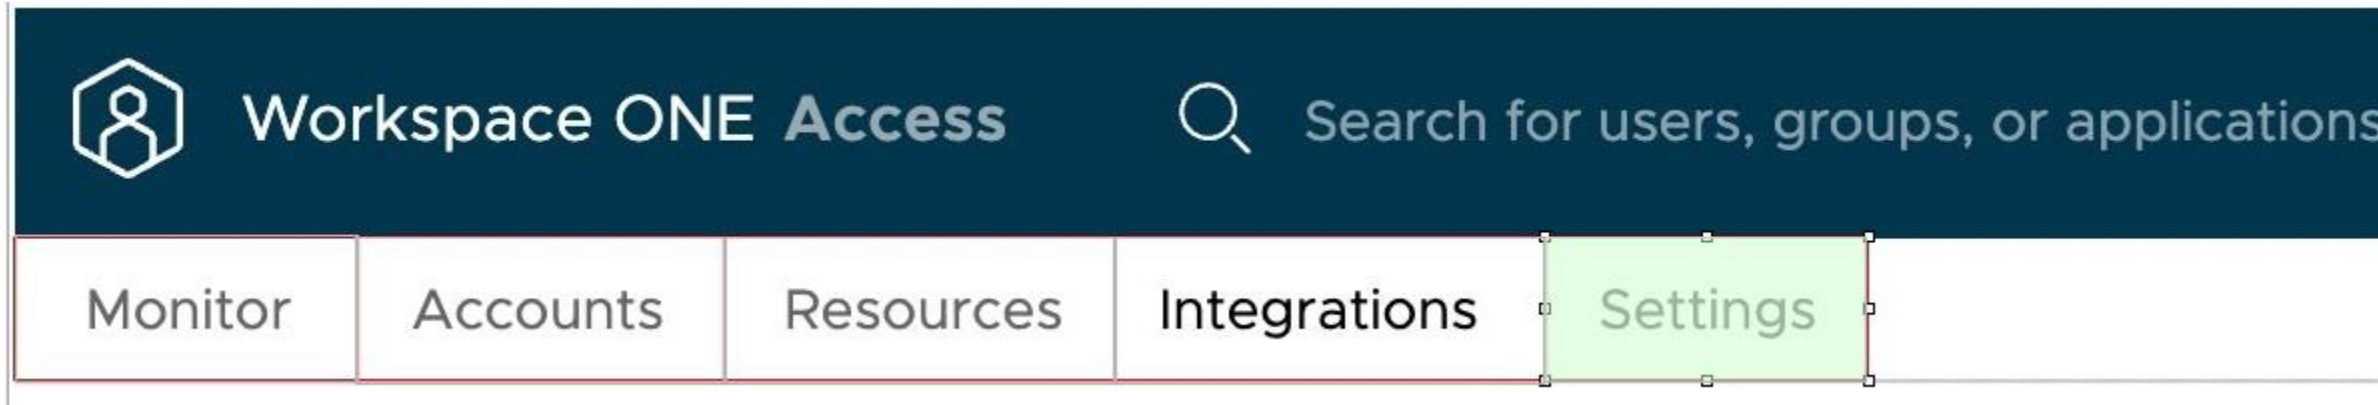 Workspace ONE Access Search for users, groups, or applications
Monitor Accounts Resources Integrations Settings